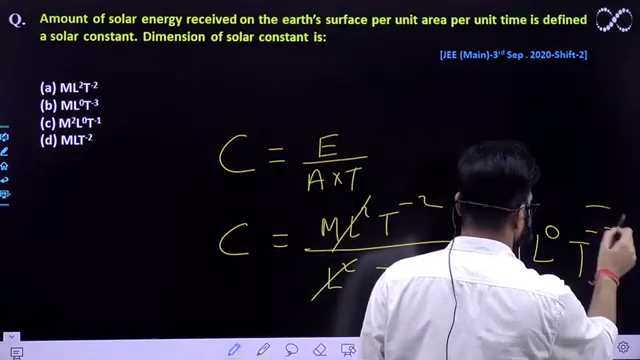 Q. Amount of solar energy received on the earth's surface per unit area per unit time is defined
a solar constant. Dimension of solar constant is:
[JEE (Main)-3rd Sep . 2020-Shift-2]
(a) ML²T⁻²
(b) ML⁰T⁻³
(c) M²L⁰T⁻¹
(d) MLT⁻²
C = E / A×T
C = ML² T⁻² / L² L⁰ T